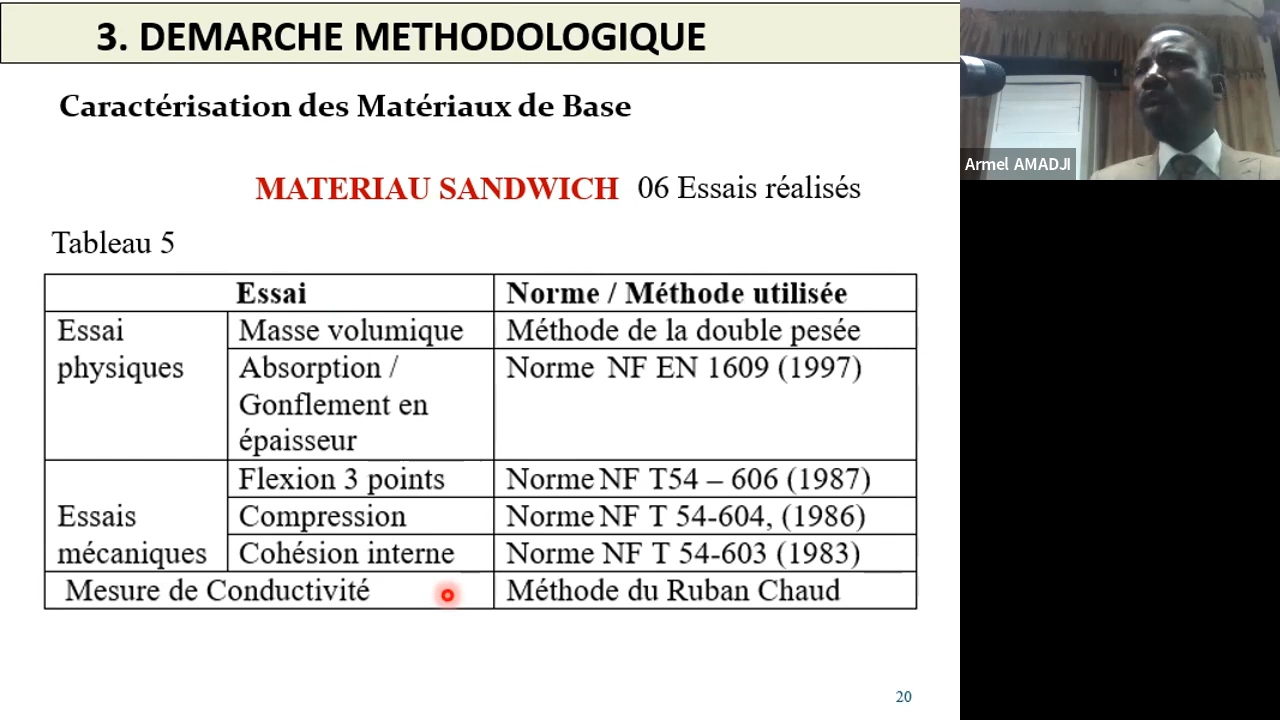 3. DEMARCHE METHODOLOGIQUE
Caractérisation des Matériaux de Base
MATERIAU SANDWICH 06 Essais réalisés
Tableau 5
Essai Norme / Méthode utilisée
Essai physiques
Masse volumique Méthode de la double pesée
Absorption / Norme NF EN 1609 (1997)
Gonflement en
épaisseur
Essais mécaniques
Flexion 3 points Norme NF T54 – 606 (1987)
Compression Norme NF T 54-604, (1986)
Cohésion interne Norme NF T 54-603 (1983)
Mesure de Conductivité Méthode du Ruban Chaud
20
Armel AMADJI